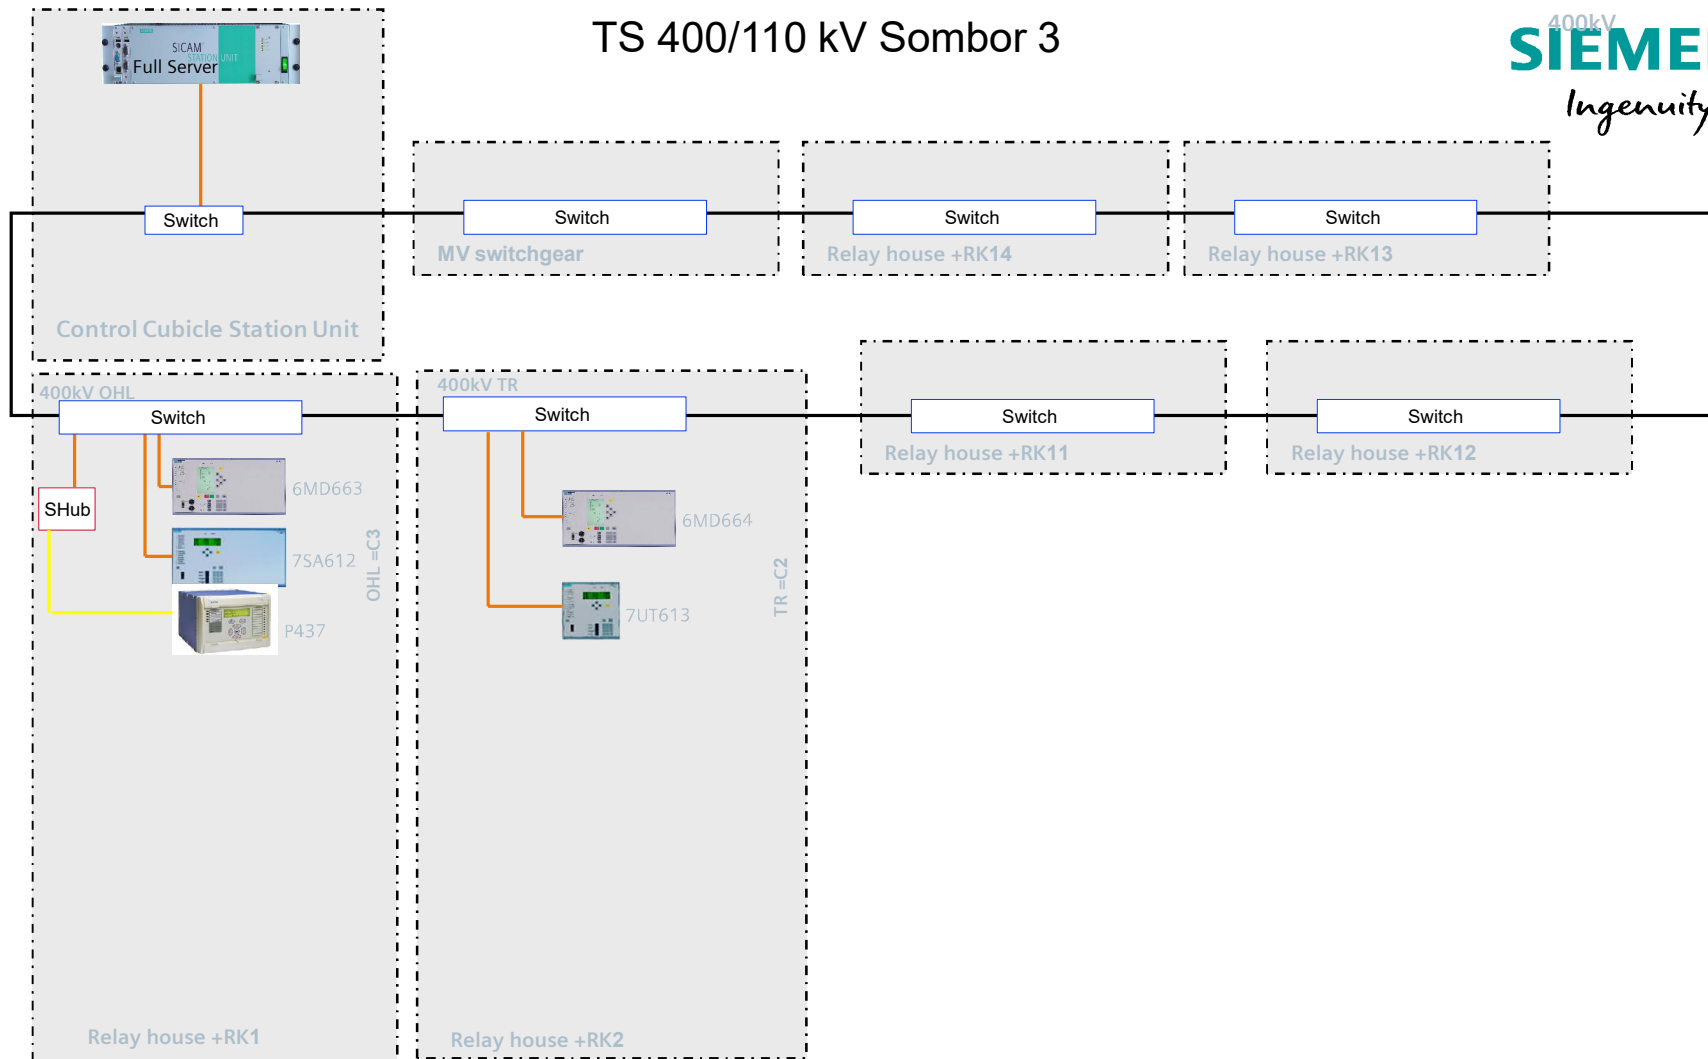 TS 400/110 kV Sombor 3
400kV
SIEME
Ingenuity
SICAM
STATION UNIT
Full Server
Switch
Control Cubicle Station Unit
Switch
MV switchgear
Switch
Relay house +RK14
Switch
Relay house +RK13
400kV OHL
Switch
SHub
6MD663
7SA612
P437
OHL =C3
Relay house +RK1
400kV TR
Switch
6MD664
7UT613
TR =C2
Relay house +RK2
Switch
Relay house +RK11
Switch
Relay house +RK12